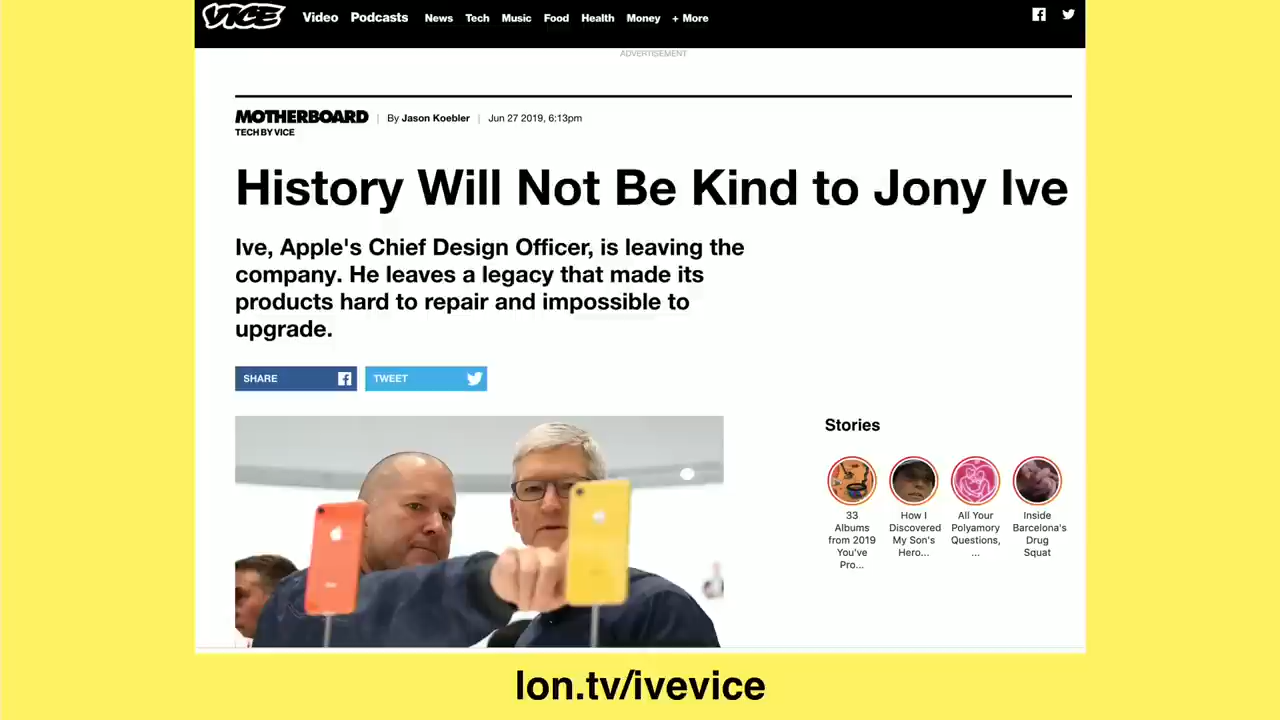 VICE
Video Podcasts News Tech Music Food Health Money + More
ADVERTISEMENT
MOTHERBOARD
TECH BY VICE
By Jason Koebler
Jun 27 2019, 6:13pm
History Will Not Be Kind to Jony Ive
Ive, Apple's Chief Design Officer, is leaving the
company. He leaves a legacy that made its
products hard to repair and impossible to
upgrade.
SHARE
TWEET
Stories
33
Albums
from 2019
You've
Pro...
How I
Discovered
My Son's
Hero...
All Your
Polyamory
Questions,
...
Inside
Barcelona's
Drug
Squat
lon.tv/ivevice